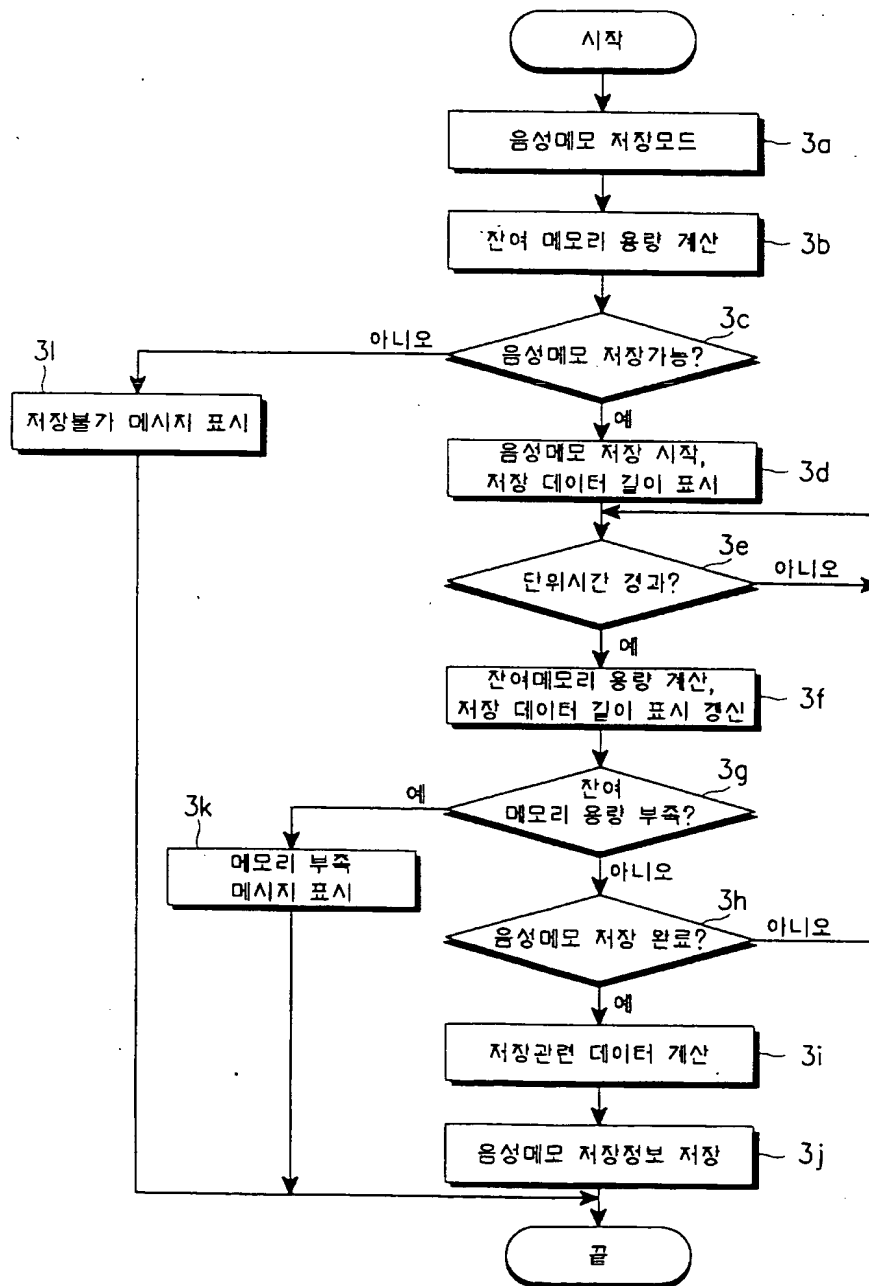 시작
음성메모 저장모드
3a
잔여 메모리 용량 계산
3b
3c
음성메모 저장가능?
아니오
3l
저장불가 메시지 표시
예
음성메모 저장 시작,
저장 데이터 길이 표시
3d
3e
단위시간 경과?
아니오
예
잔여메모리 용량 계산,
저장 데이터 길이 표시 갱신
3f
3g
잔여
메모리 용량 부족?
예
3k
메모리 부족
메시지 표시
아니오
3h
음성메모 저장 완료?
아니오
예
저장관련 데이터 계산
3i
음성메모 저장정보 저장
3j
끝